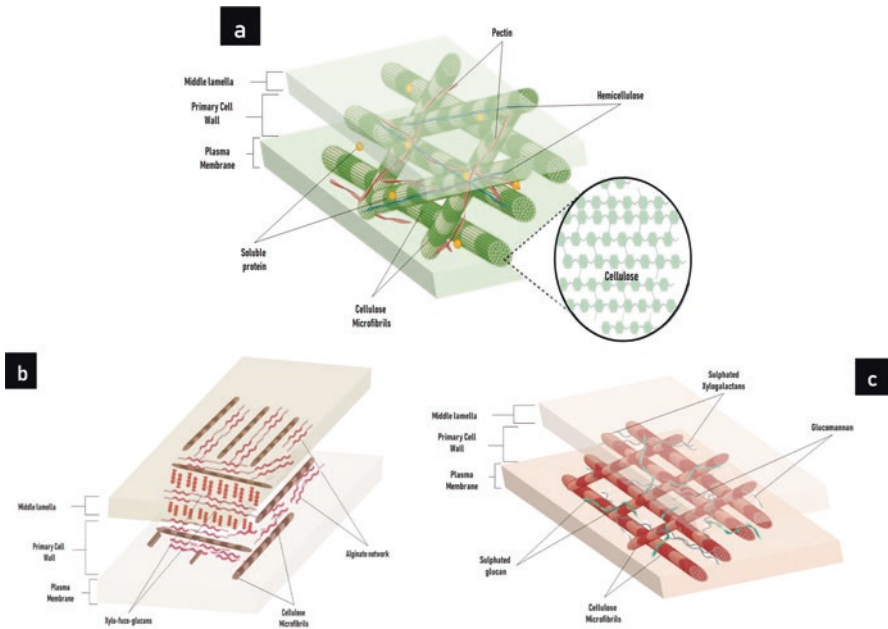 a
Pectin
Middle lamella
Hemicellulose
Primary Cell
Wall
Plasma
Membrane
Soluble
protein
Cellulose
Cellulose
Microfibrils
b
Middle lamella
Primary Cell
Wall
Plasma
Membrane
Alginate network
Xylo-fuco-glucans
Cellulose
Microfibrils
c
Sulphated
Xylogalactans
Middle lamella
Glucomannan
Primary Cell
Wall
Plasma
Membrane
Sulphated
glucan
Cellulose
Microfibrils